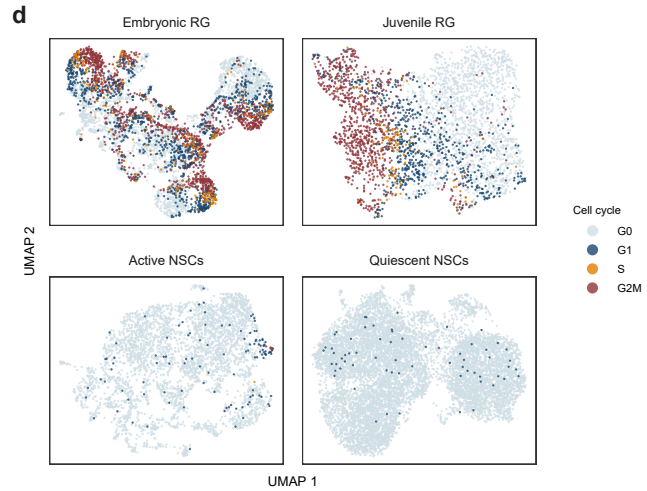 d
Embryonic RG
Juvenile RG
Cell cycle
G0
G1
S
G2M
UMAP 2
Active NSCs
Quiescent NSCs
UMAP 1